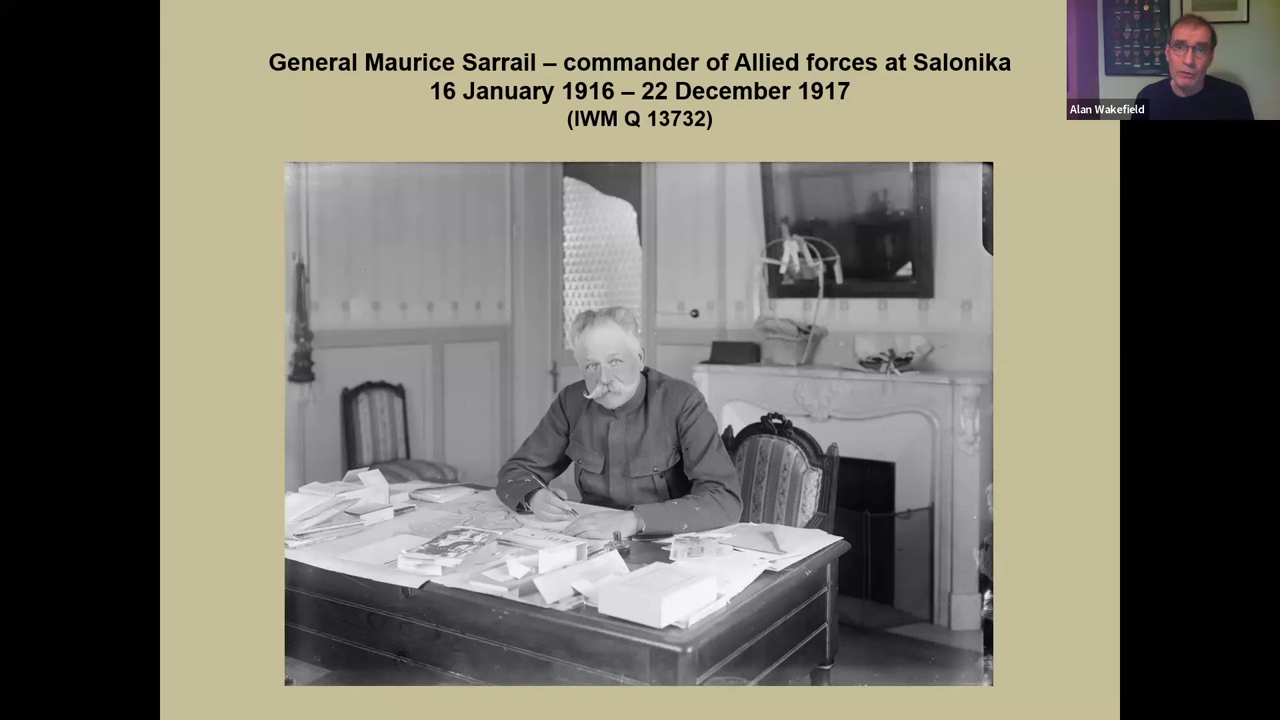 General Maurice Sarrail – commander of Allied forces at Salonika
16 January 1916 – 22 December 1917
(IWM Q 13732)
Alan Wakefield